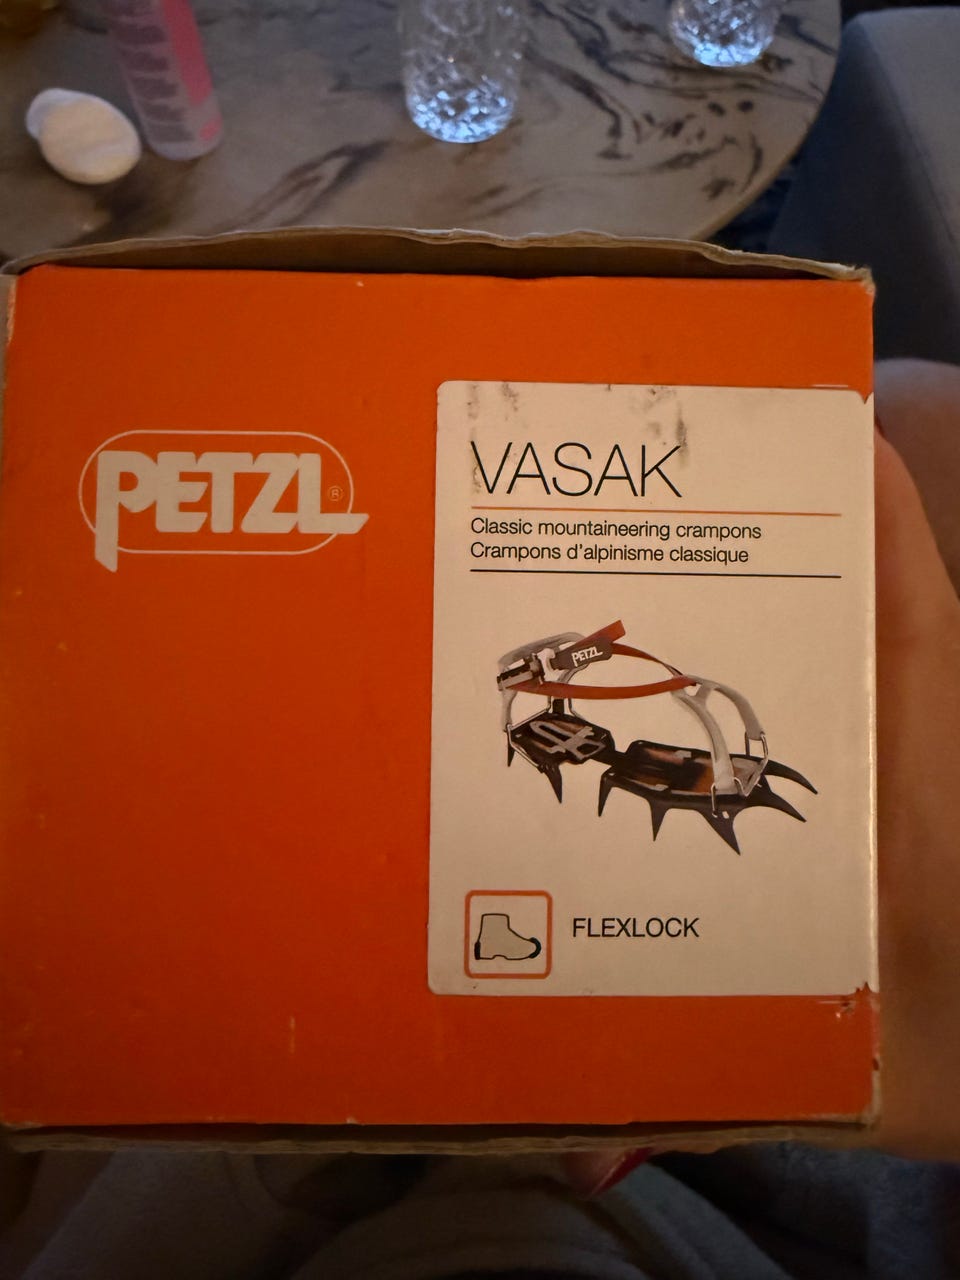 PETZL®
VASAK
Classic mountaineering crampons
Crampons d'alpinisme classique
PETZL
FLEXLOCK